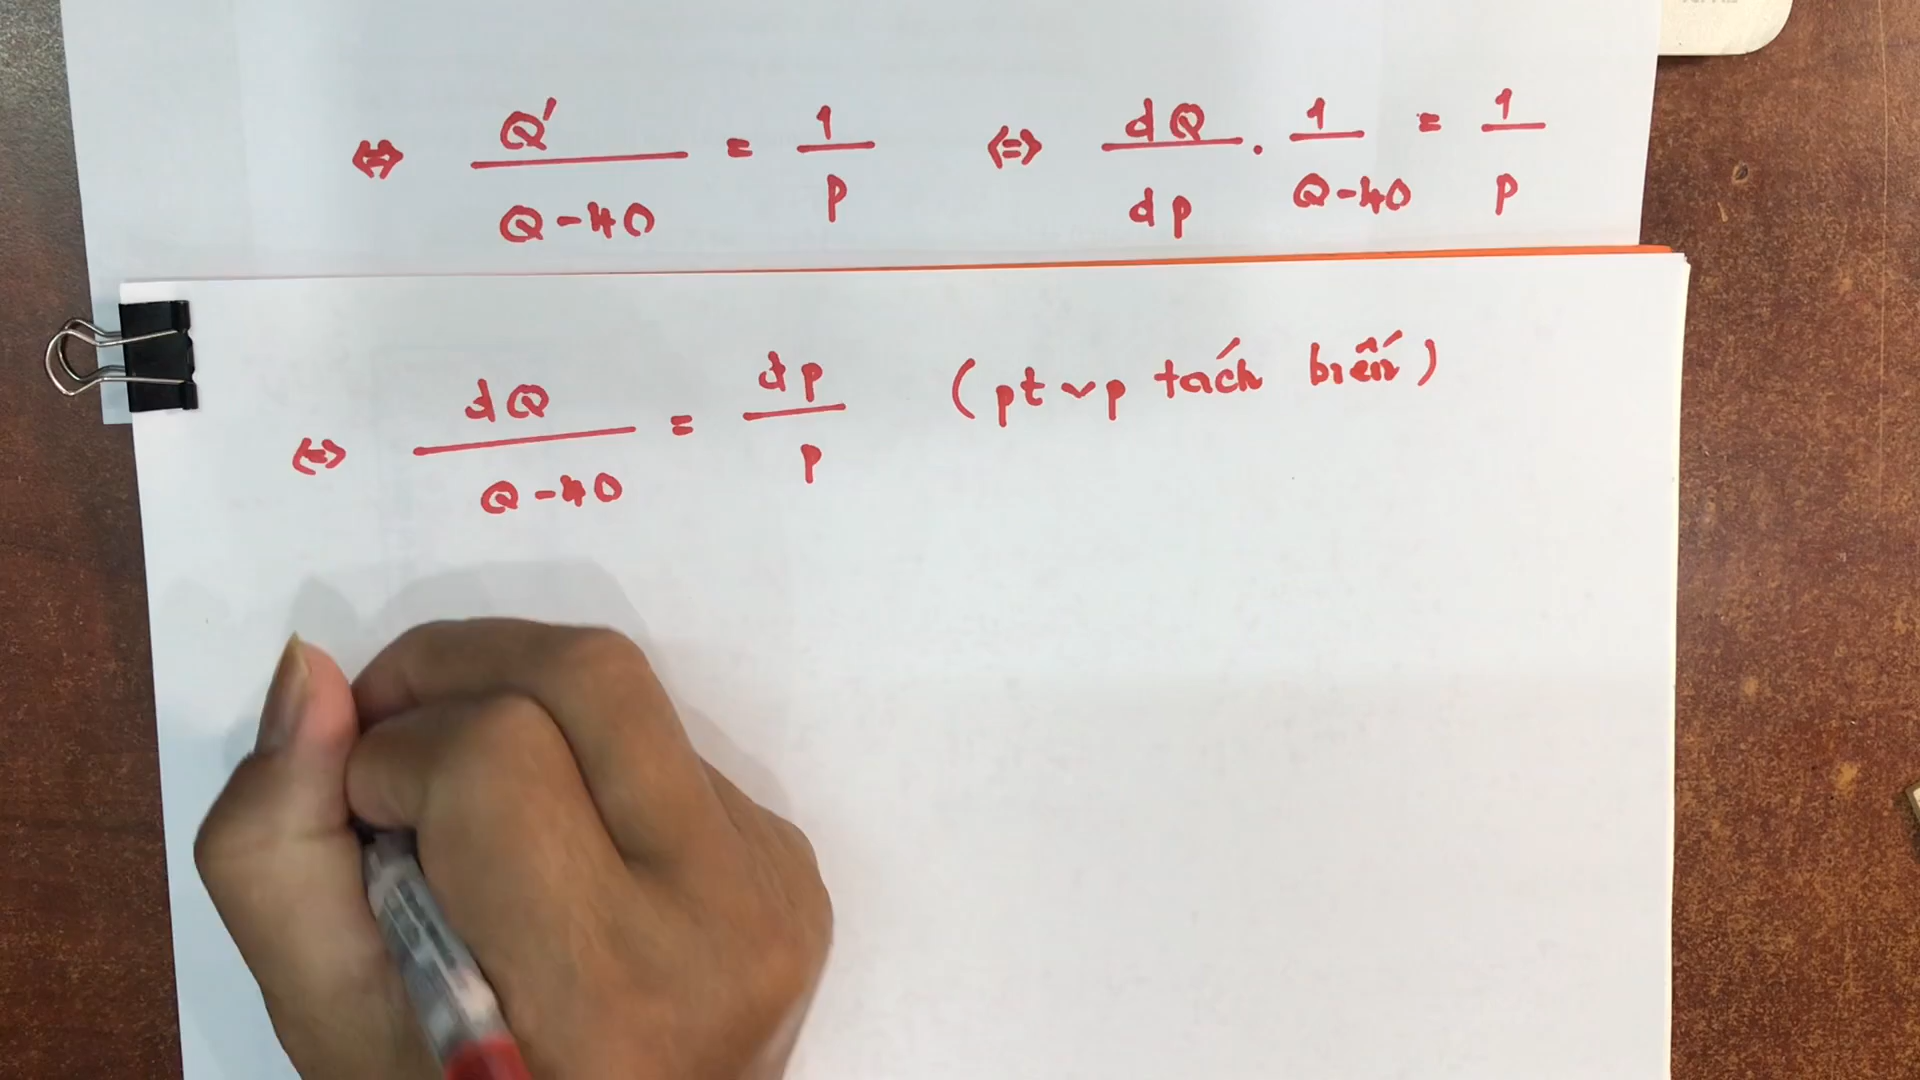 ⇔ Q'/(Q-40) = 1/p ⇔ dQ/dp . 1/(Q-40) = 1/p
⇔ dQ/(Q-40) = dp/p (pt vp tách biến)